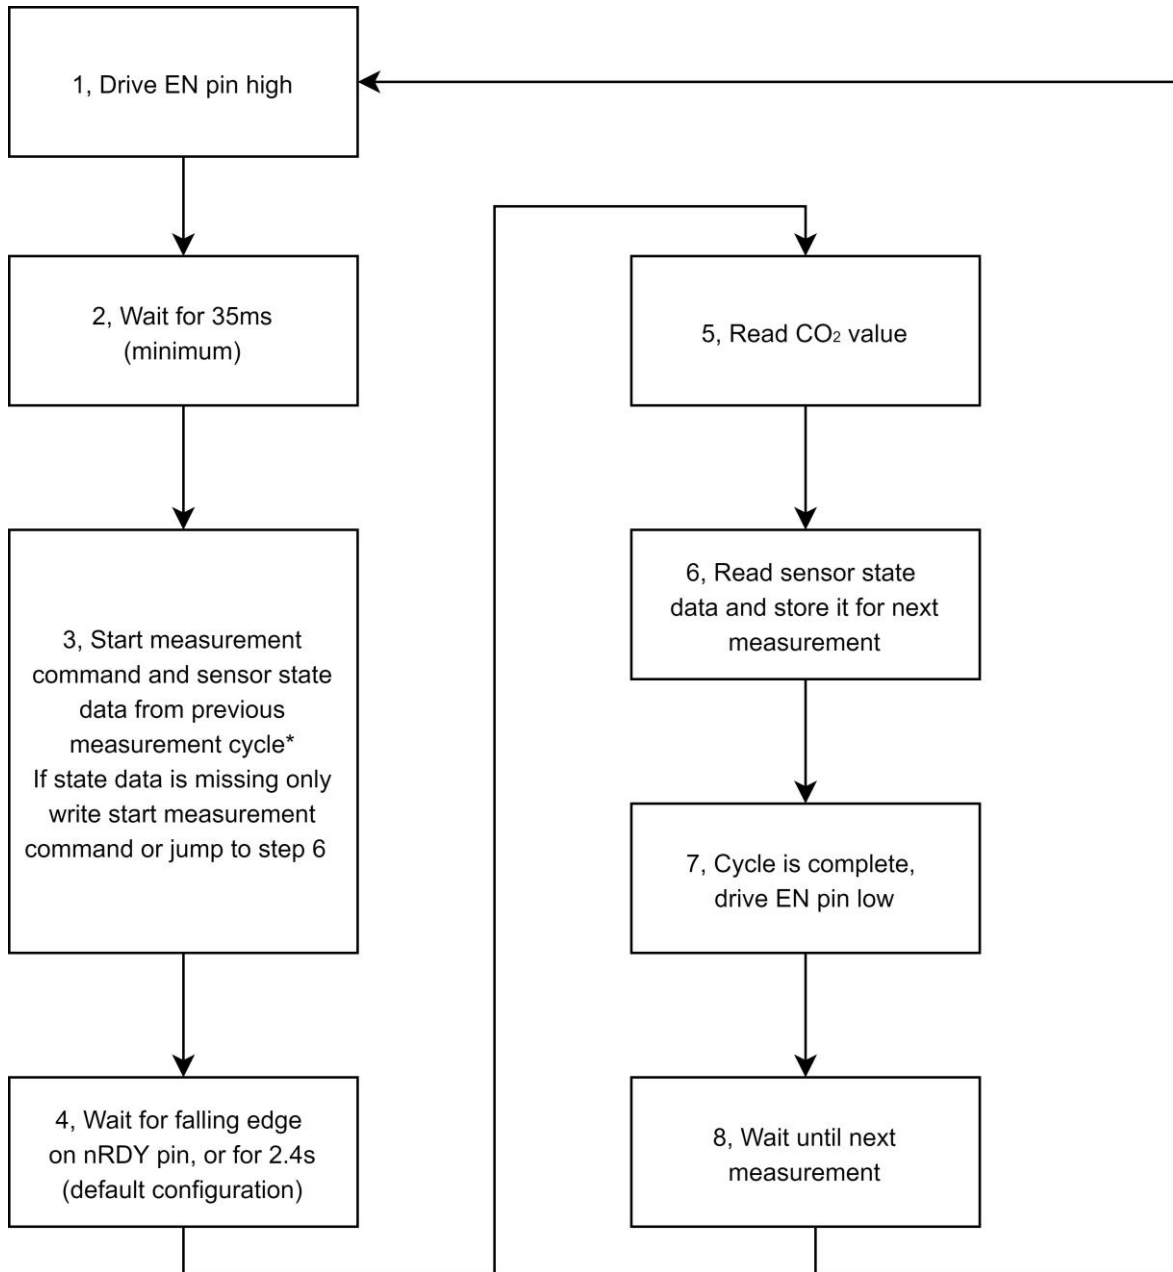 1, Drive EN pin high
2, Wait for 35ms
(minimum)
3, Start measurement
command and sensor state
data from previous
measurement cycle*
If state data is missing only
write start measurement
command or jump to step 6
4, Wait for falling edge
on nRDY pin, or for 2.4s
(default configuration)
5, Read CO₂ value
6, Read sensor state
data and store it for next
measurement
7, Cycle is complete,
drive EN pin low
8, Wait until next
measurement